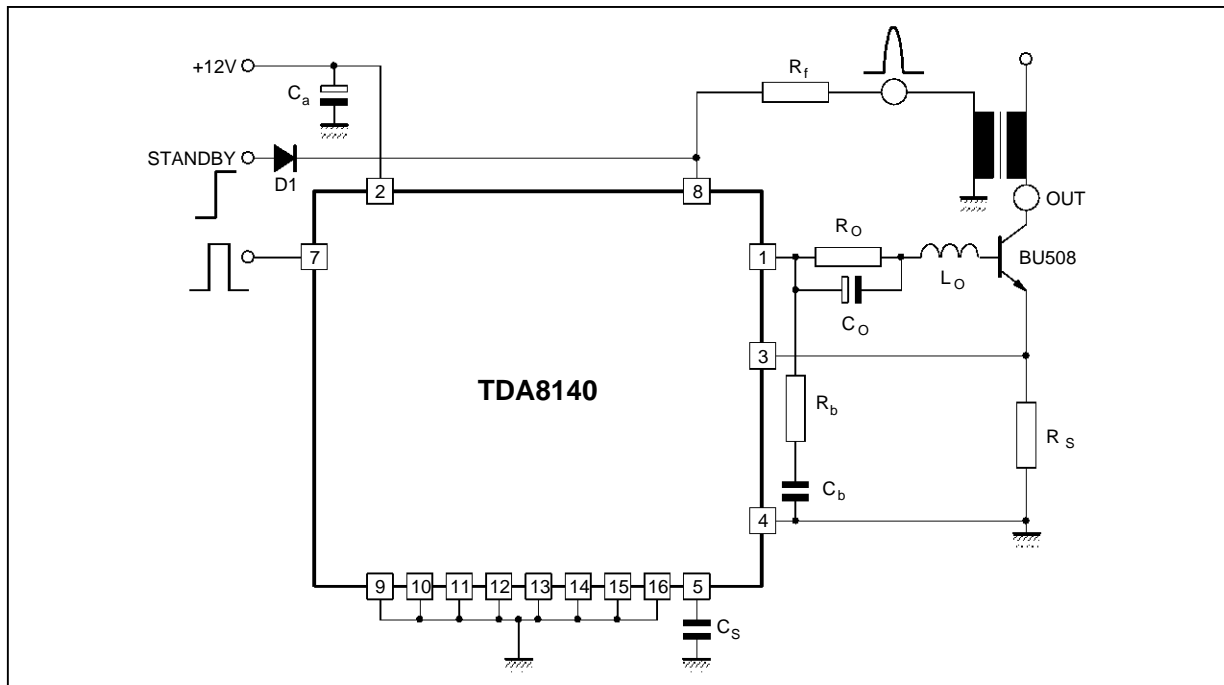 +12V
Ca
Rf
STANDBY
D1
2
8
OUT
RO
7
1
LO
BU508
CO
3
TDA8140
Rb
RS
Cb
4
9 10 11 12 13 14 15 16 5
CS